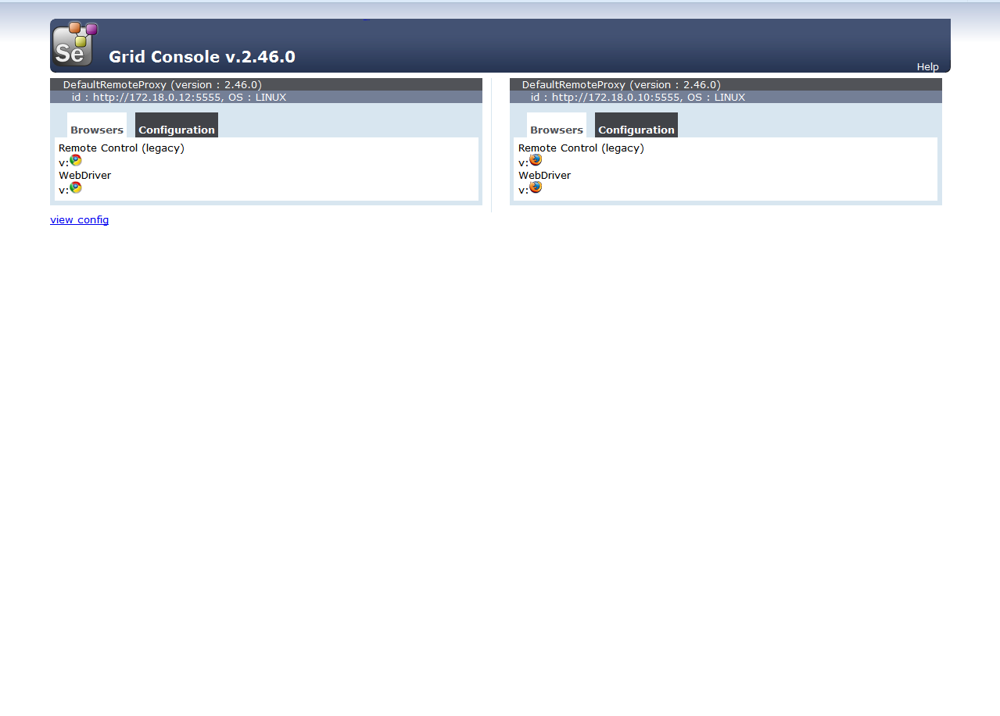 Se
Grid Console v.2.46.0
Help
DefaultRemoteProxy (version : 2.46.0)
id : http://172.18.0.12:5555, OS : LINUX
Browsers Configuration
Remote Control (legacy)
v:
WebDriver
v:
DefaultRemoteProxy (version : 2.46.0)
id : http://172.18.0.10:5555, OS : LINUX
Browsers Configuration
Remote Control (legacy)
v:
WebDriver
v:
view config